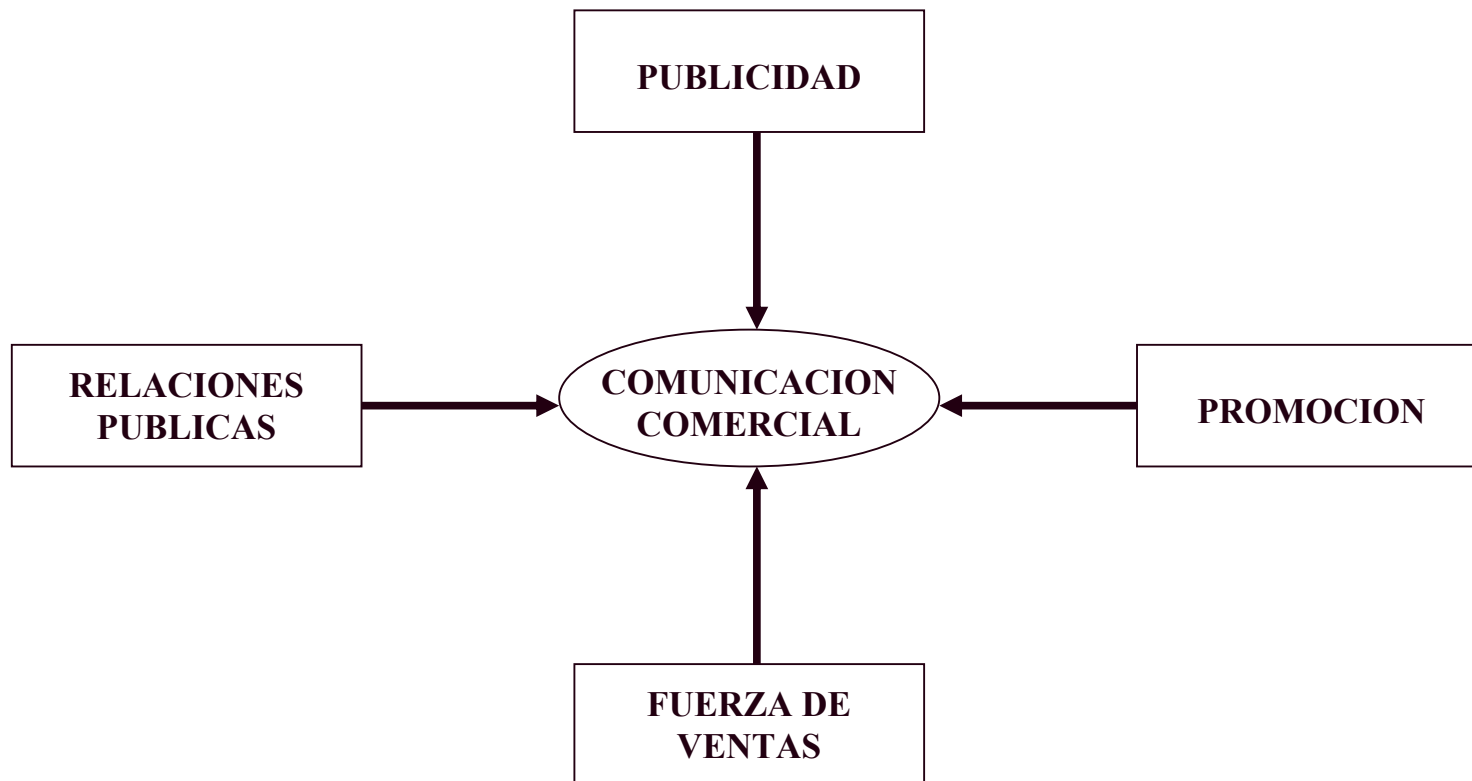 PUBLICIDAD
RELACIONES
PUBLICAS
COMUNICACION
COMERCIAL
PROMOCION
FUERZA DE
VENTAS